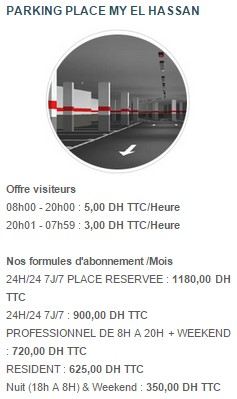 PARKING PLACE MY EL HASSAN
Offre visiteurs
08h00 - 20h00 : 5,00 DH TTC/Heure
20h01 - 07h59 : 3,00 DH TTC/Heure
Nos formules d'abonnement /Mois
24H/24 7J/7 PLACE RESERVEE : 1180,00 DH
TTC
24H/24 7J/7 : 900,00 DH TTC
PROFESSIONNEL DE 8H A 20H + WEEKEND
: 720,00 DH TTC
RESIDENT : 625,00 DH TTC
Nuit (18h A 8H) & Weekend : 350,00 DH TTC